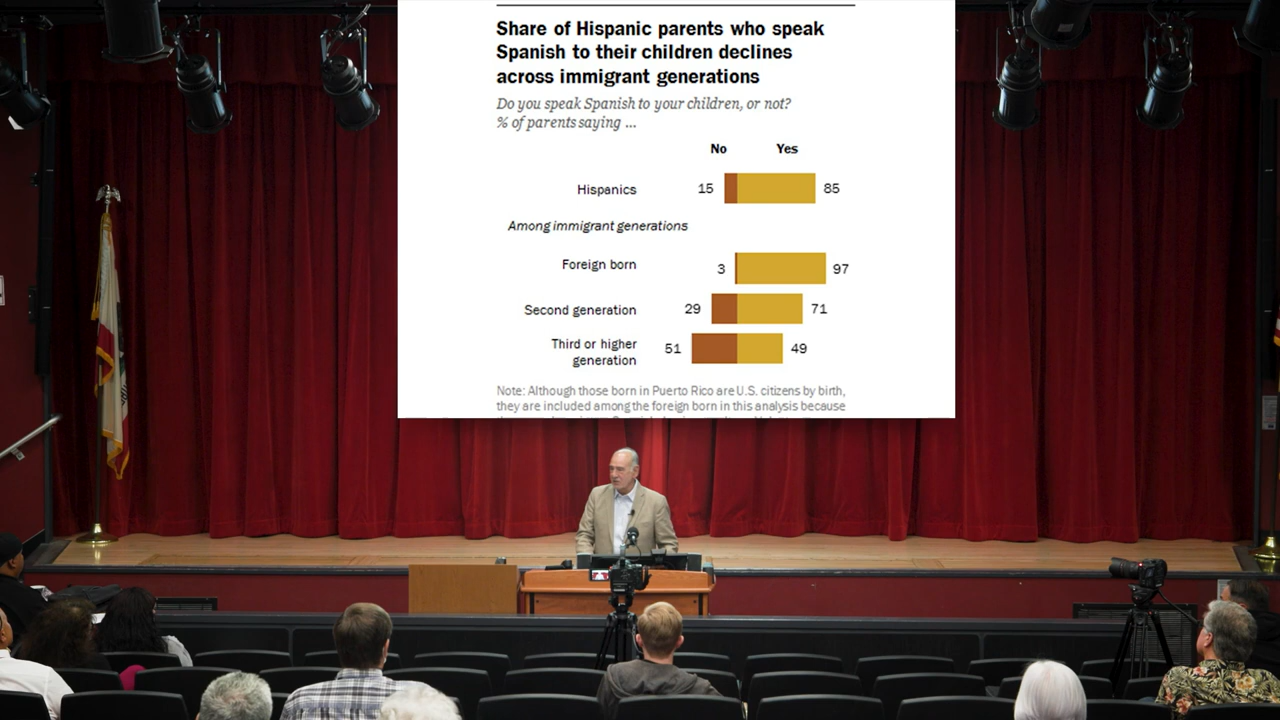 Share of Hispanic parents who speak
Spanish to their children declines
across immigrant generations
Do you speak Spanish to your children, or not?
% of parents saying ...
No Yes
Hispanics 15 85
Among immigrant generations
Foreign born 3 97
Second generation 29 71
Third or higher
generation 51 49
Note: Although those born in Puerto Rico are U.S. citizens by birth,
they are included among the foreign born in this analysis because